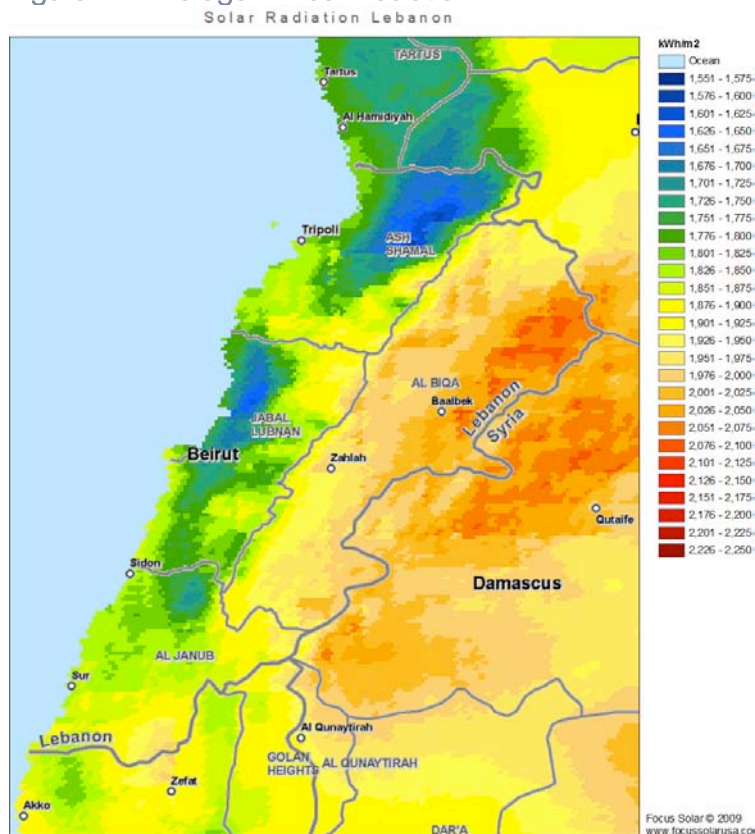 Solar Radiation Lebanon
TARTUS
Tartus
Al Hamidiyah
Tripoli
ASH
SHAMAL
AL BIQA
Baalbek
Lebanon
Syria
JABAL
LUBNAN
Beirut
Zahlah
Qutaife
Sidon
Damascus
AL JANUB
Sur
Lebanon
Al Qunaytirah
GOLAN
HEIGHTS
AL QUNAYTIRAH
Zefat
Akko
DAR'A
kWh/m2
Ocean
1,551 - 1,575
1,576 - 1,600
1,601 - 1,625
1,626 - 1,650
1,651 - 1,675
1,676 - 1,700
1,701 - 1,725
1,726 - 1,750
1,751 - 1,775
1,776 - 1,800
1,801 - 1,825
1,826 - 1,850
1,851 - 1,875
1,876 - 1,900
1,901 - 1,925
1,926 - 1,950
1,951 - 1,975
1,976 - 2,000
2,001 - 2,025
2,026 - 2,050
2,051 - 2,075
2,076 - 2,100
2,101 - 2,125
2,126 - 2,150
2,151 - 2,175
2,176 - 2,200
2,201 - 2,225
2,226 - 2,250
Focus Solar © 2009
www.focussolarusa.co